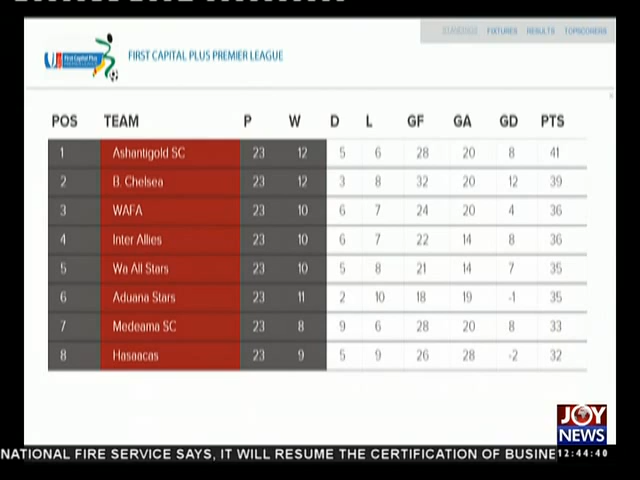 STANDINGS FIXTURES RESULTS TOPSCORERS
First Capital Plus
FIRST CAPITAL PLUS PREMIER LEAGUE
POS TEAM P W D L GF GA GD PTS
1 Ashantigold SC 23 12 5 6 28 20 8 41
2 B. Chelsea 23 12 3 8 32 20 12 39
3 WAFA 23 10 6 7 24 20 4 36
4 Inter Allies 23 10 6 7 22 14 8 36
5 Wa All Stars 23 10 5 8 21 14 7 35
6 Aduana Stars 23 11 2 10 18 19 -1 35
7 Medeama SC 23 8 9 6 28 20 8 33
8 Hasaacas 23 9 5 9 26 28 -2 32
JOY
NEWS
NATIONAL FIRE SERVICE SAYS, IT WILL RESUME THE CERTIFICATION OF BUSINE 12:44:40